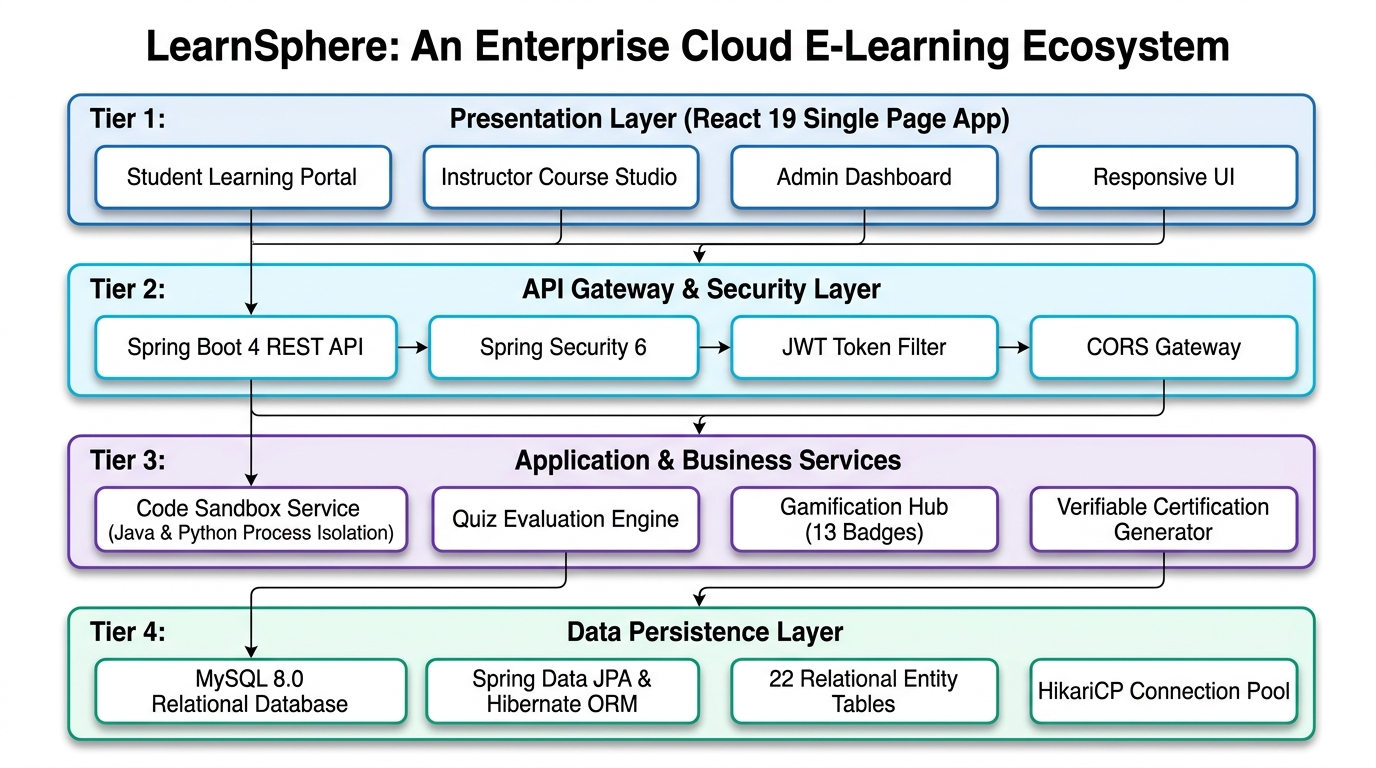 LearnSphere: An Enterprise Cloud E-Learning Ecosystem
Tier 1:
Presentation Layer (React 19 Single Page App)
Student Learning Portal
Instructor Course Studio
Admin Dashboard
Responsive UI
Tier 2:
API Gateway & Security Layer
Spring Boot 4 REST API
Spring Security 6
JWT Token Filter
CORS Gateway
Tier 3:
Application & Business Services
Code Sandbox Service
(Java & Python Process Isolation)
Quiz Evaluation Engine
Gamification Hub
(13 Badges)
Verifiable Certification
Generator
Tier 4:
Data Persistence Layer
MySQL 8.0
Relational Database
Spring Data JPA &
Hibernate ORM
22 Relational Entity
Tables
HikariCP Connection Pool